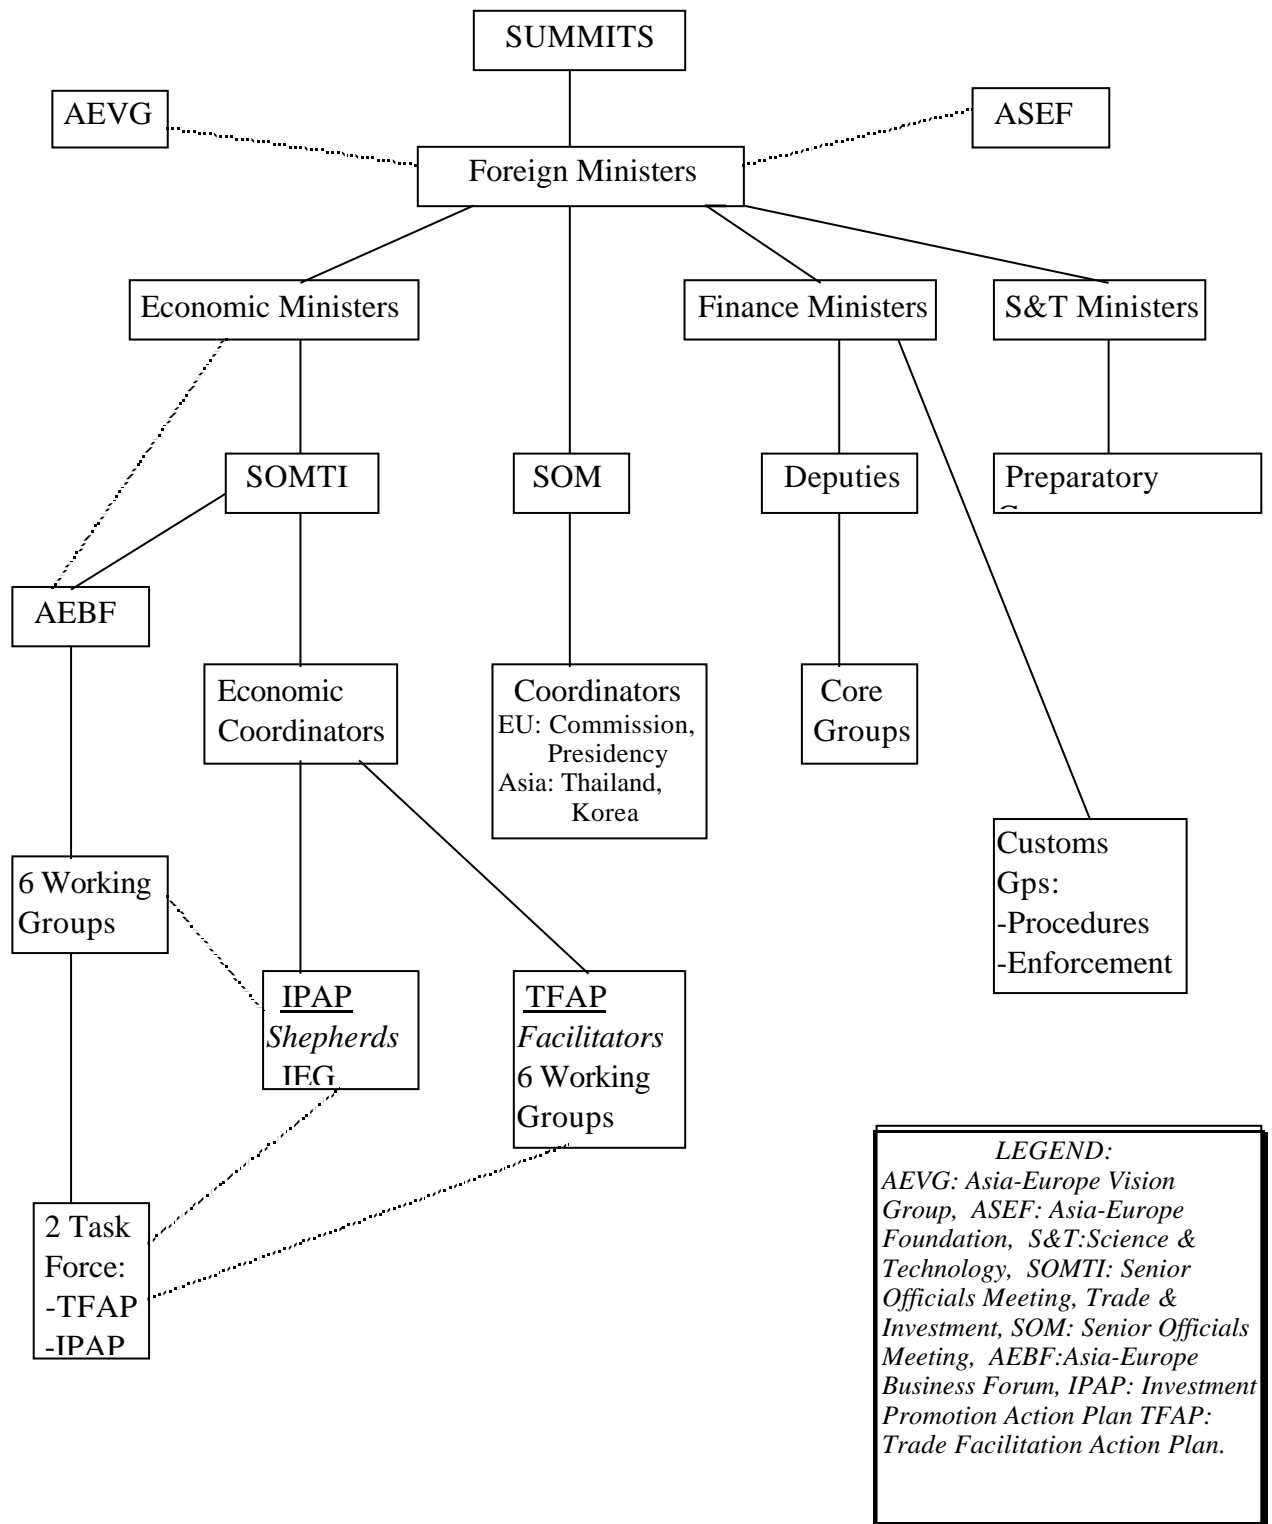 SUMMITS
AEVG
ASEF
Foreign Ministers
Economic Ministers
Finance Ministers
S&T Ministers
SOMTI
SOM
Deputies
Preparatory
AEBF
Economic
Coordinators
Coordinators
EU: Commission,
Presidency
Asia: Thailand,
Korea
Core
Groups
Customs
Gps:
-Procedures
-Enforcement
6 Working
Groups
IPAP
Shepherds
IEG
TFAP
Facilitators
6 Working
Groups
2 Task
Force:
-TFAP
-IPAP
LEGEND:
AEVG: Asia-Europe Vision
Group, ASEF: Asia-Europe
Foundation, S&T:Science &
Technology, SOMTI: Senior
Officials Meeting, Trade &
Investment, SOM: Senior Officials
Meeting, AEBF:Asia-Europe
Business Forum, IPAP: Investment
Promotion Action Plan TFAP:
Trade Facilitation Action Plan.